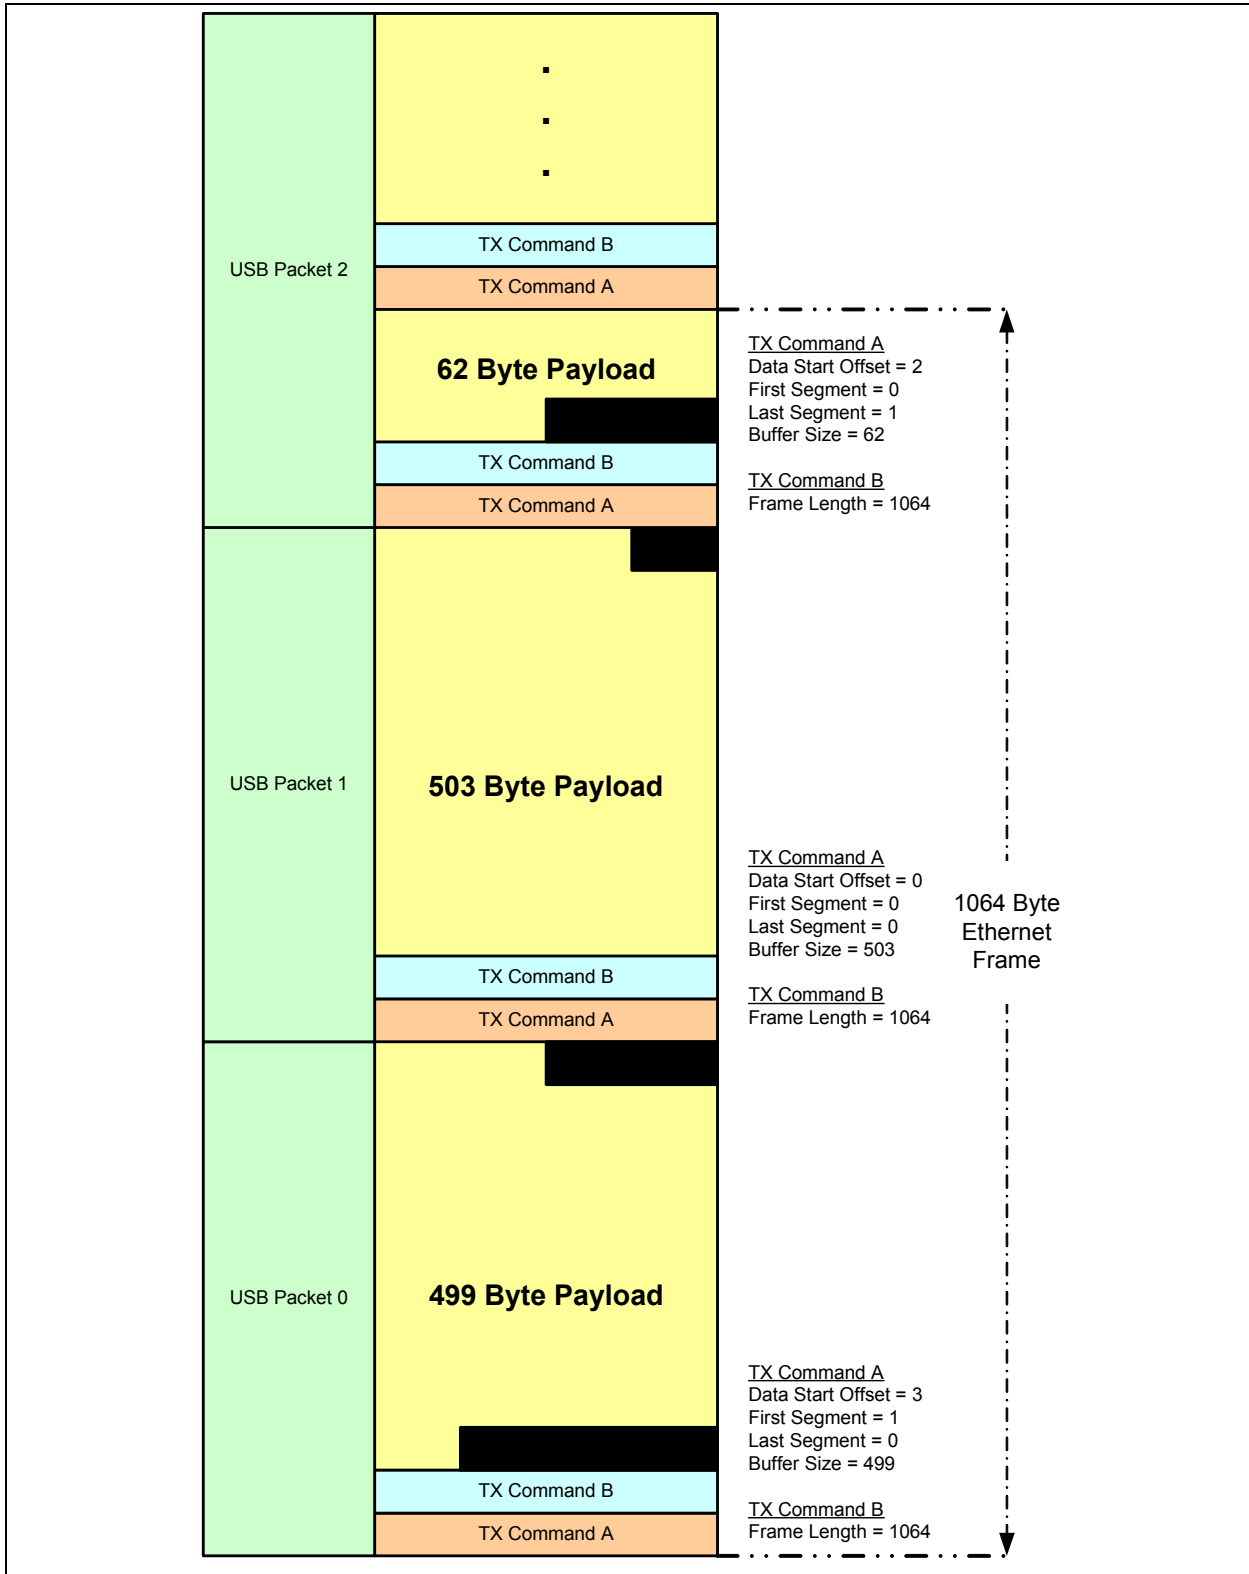 TX Command B
USB Packet 2
TX Command A
62 Byte Payload
TX Command A
Data Start Offset = 2
First Segment = 0
Last Segment = 1
Buffer Size = 62
TX Command B
TX Command B
Frame Length = 1064
TX Command A
USB Packet 1
503 Byte Payload
TX Command A
Data Start Offset = 0
First Segment = 0
Last Segment = 0
Buffer Size = 503
1064 Byte
Ethernet
Frame
TX Command B
TX Command B
Frame Length = 1064
TX Command A
USB Packet 0
499 Byte Payload
TX Command A
Data Start Offset = 3
First Segment = 1
Last Segment = 0
Buffer Size = 499
TX Command B
TX Command B
Frame Length = 1064
TX Command A